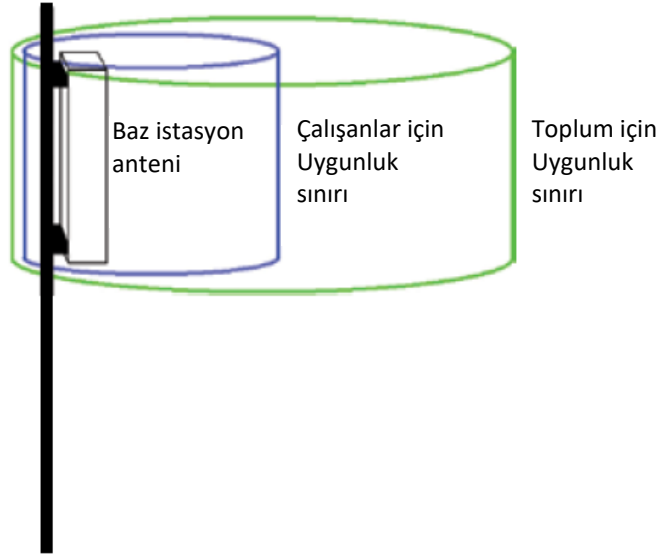 Baz istasyon
anteni
Çalışanlar için
Uygunluk
sınırı
Toplum için
Uygunluk
sınırı